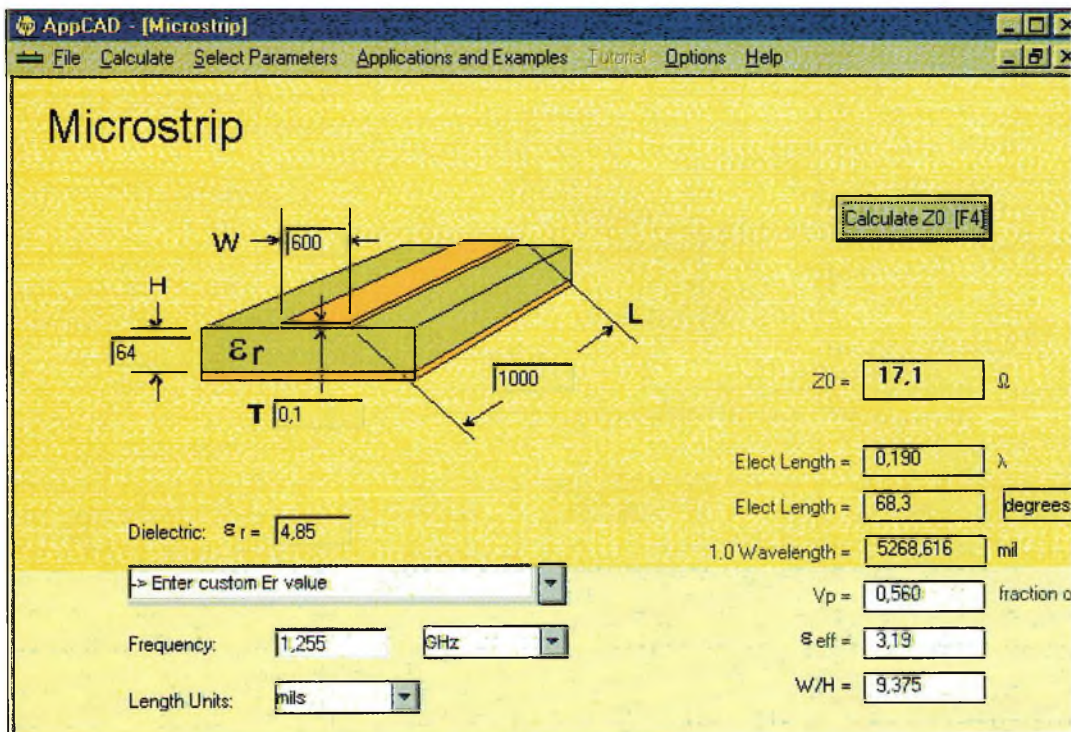 AppCAD - [Microstrip]
File Calculate Select Parameters Applications and Examples Tutorial Options Help
Microstrip
Calculate Z0 [F4]
W 600
H
64
εr
L
1000
T 0,1
Z0 = 17,1 Ω
Elect Length = 0,190 λ
Elect Length = 68,3 degrees
Dielectric: εr = 4,85
1.0 Wavelength = 5268,616 mil
-> Enter custom Er value
Vp = 0,560 fraction
Frequency: 1,255 GHz
εeff = 3,19
W/H = 9,375
Length Units: mils